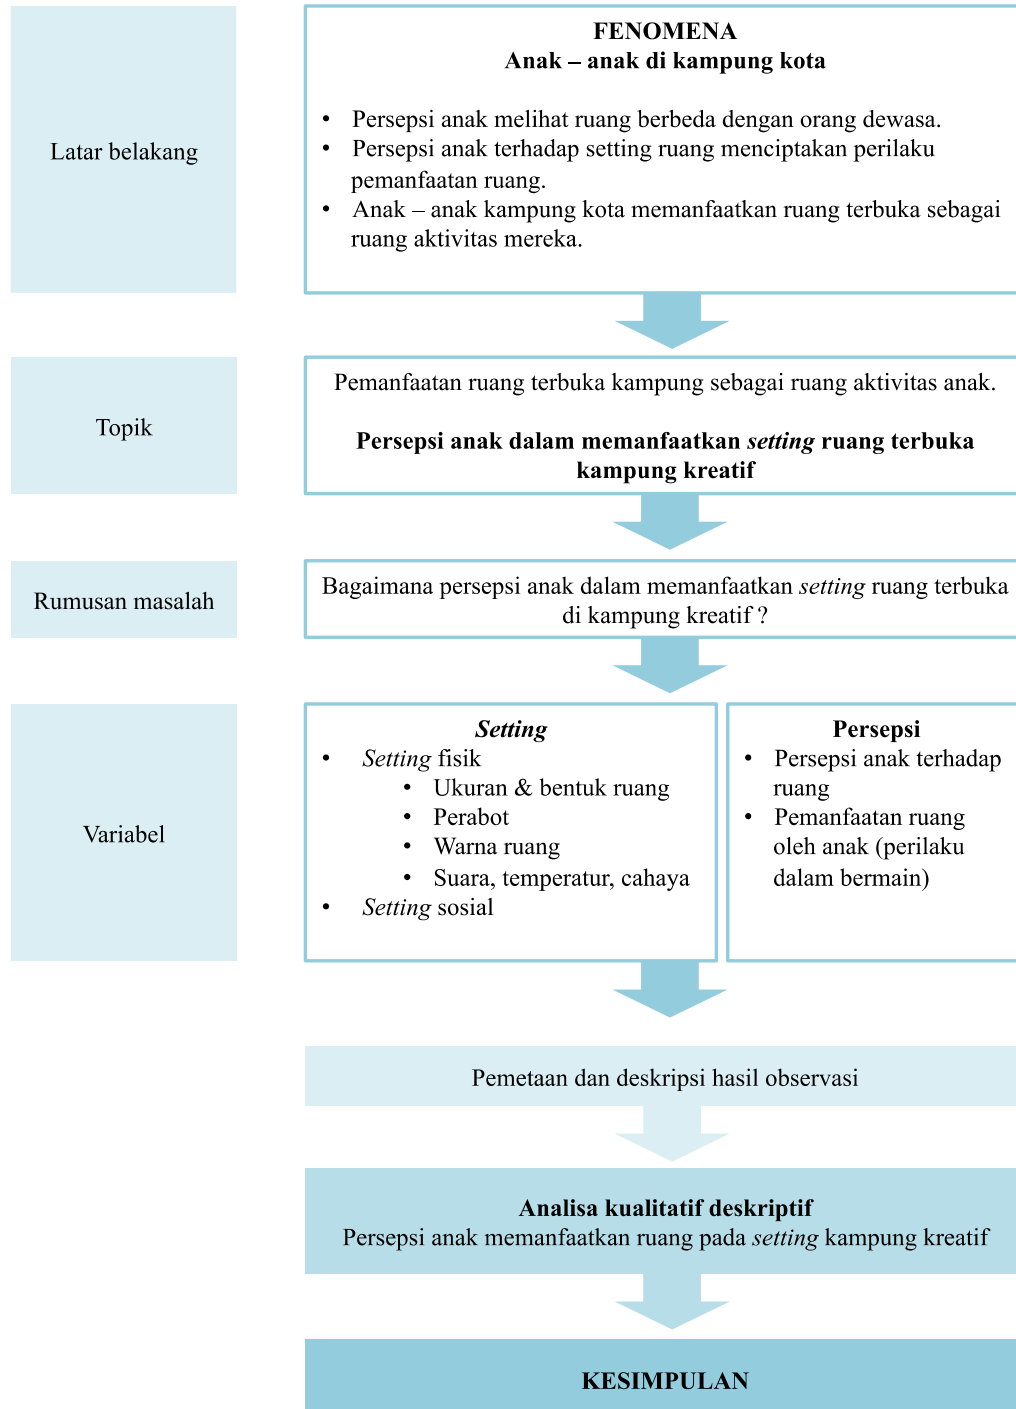 Latar belakang
FENOMENA
Anak – anak di kampung kota
• Persepsi anak melihat ruang berbeda dengan orang dewasa.
• Persepsi anak terhadap setting ruang menciptakan perilaku
pemanfaatan ruang.
• Anak – anak kampung kota memanfaatkan ruang terbuka sebagai
ruang aktivitas mereka.
Topik
Pemanfaatan ruang terbuka kampung sebagai ruang aktivitas anak.
Persepsi anak dalam memanfaatkan setting ruang terbuka
kampung kreatif
Rumusan masalah
Bagaimana persepsi anak dalam memanfaatkan setting ruang terbuka
di kampung kreatif ?
Variabel
Setting
• Setting fisik
• Ukuran & bentuk ruang
• Perabot
• Warna ruang
• Suara, temperatur, cahaya
• Setting sosial
Persepsi
• Persepsi anak terhadap
ruang
• Pemanfaatan ruang
oleh anak (perilaku
dalam bermain)
Pemetaan dan deskripsi hasil observasi
Analisa kualitatif deskriptif
Persepsi anak memanfaatkan ruang pada setting kampung kreatif
KESIMPULAN